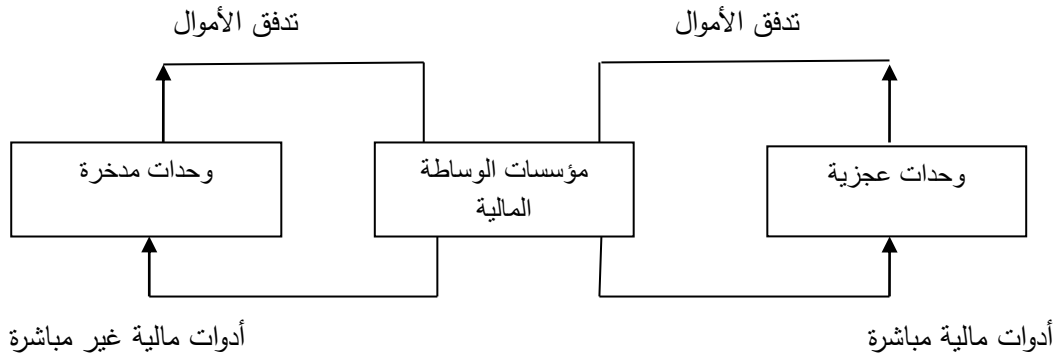 تدفق الأموال
تدفق الأموال
وحدات عجزية
مؤسسات الوساطة
المالية
وحدات مدخرة
أدوات مالية مباشرة
أدوات مالية غير مباشرة